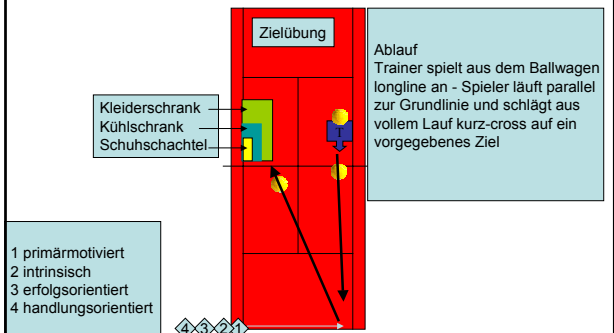 Zielübung
Ablauf
Trainer spielt aus dem Ballwagen
longline an - Spieler läuft parallel
zur Grundlinie und schlägt aus
vollem Lauf kurz-cross auf ein
vorgegebenes Ziel
Kleiderschrank
Kühlschrank
Schuhschachtel
T
1 primärmotiviert
2 intrinsisch
3 erfolgsorientiert
4 handlungsorientiert
4 3 2 1